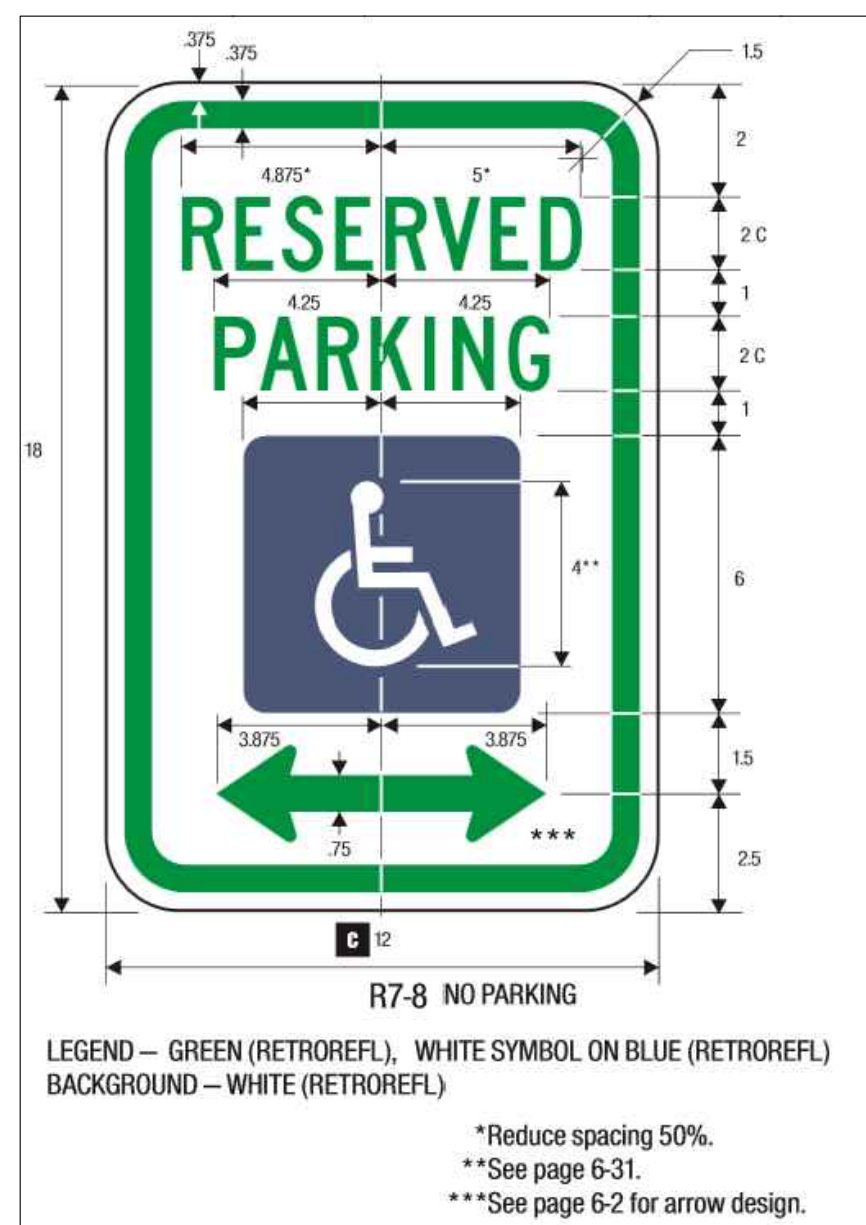 .375
.375
1.5
2
4.875* 5*
RESERVED
2 C
4.25 4.25
1
PARKING
2 C
1
18
4**
6
3.875 3.875
1.5
.75
***
2.5
C 12
R7-8 NO PARKING
LEGEND – GREEN (RETROREFL), WHITE SYMBOL ON BLUE (RETROREFL)
BACKGROUND – WHITE (RETROREFL)
*Reduce spacing 50%.
**See page 6-31.
***See page 6-2 for arrow design.